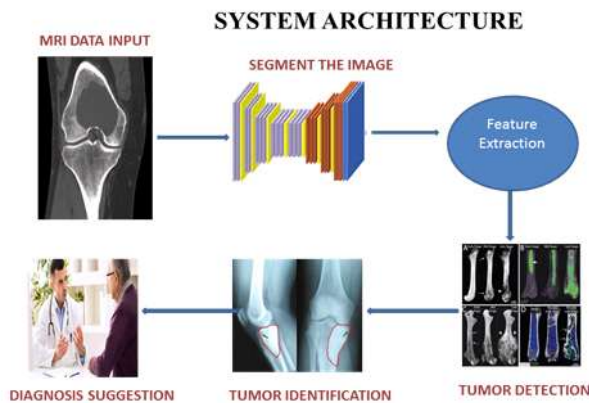 SYSTEM ARCHITECTURE
MRI DATA INPUT
SEGMENT THE IMAGE
Feature
Extraction
A
B
D
TUMOR DETECTION
TUMOR IDENTIFICATION
DIAGNOSIS SUGGESTION